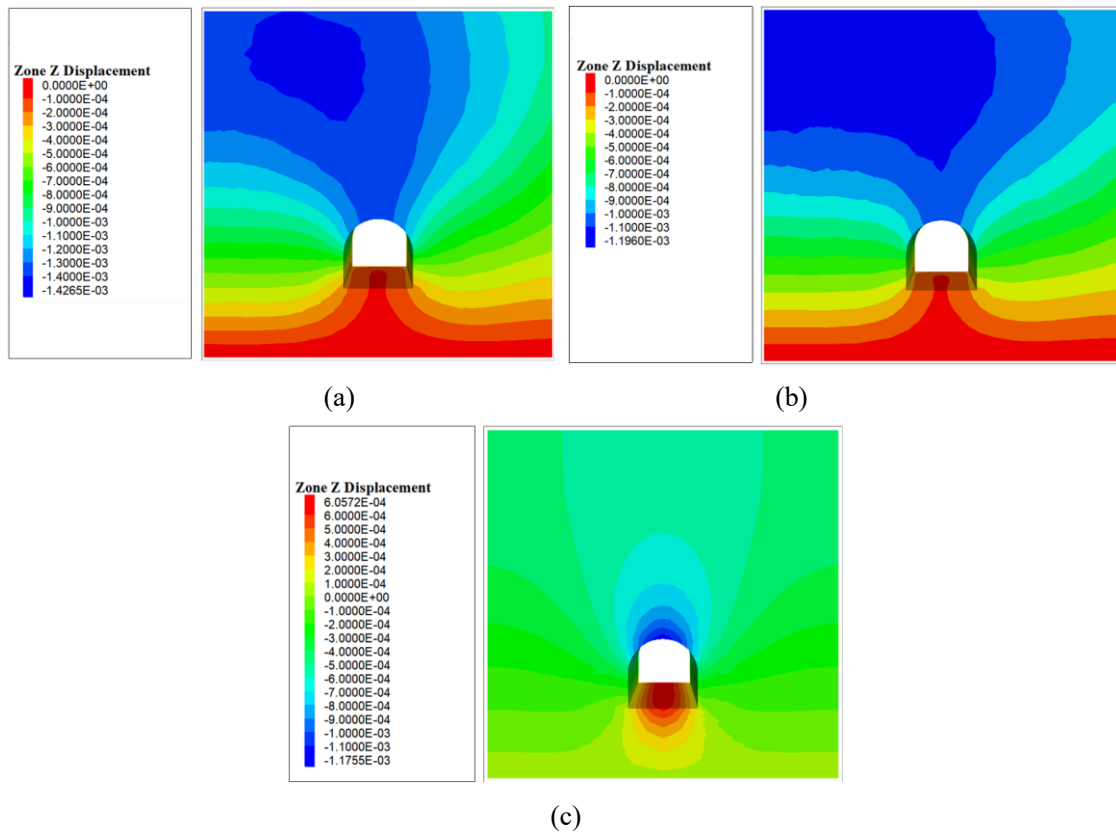 Zone Z Displacement
0.0000E+00
-1.0000E-04
-3.0000E-04
-4.0000E-04
-5.0000E-04
-6.0000E-04
-7.0000E-04
-8.0000E-04
-9.0000E-04
-1.0000E-03
-1.1000E-03
-1.2000E-03
-1.3000E-03
-1.4000E-03
-1.4265E-03
(a)
Zone Z Displacement
0.0000E+00
-1.0000E-04
-2.0000E-04
-3.0000E-04
-4.0000E-04
-5.0000E-04
-6.0000E-04
-7.0000E-04
-8.0000E-04
-9.0000E-04
-1.0000E-03
-1.1000E-03
-1.1960E-03
(b)
Zone Z Displacement
6.0572E-04
6.0000E-04
4.0000E-04
3.0000E-04
2.0000E-04
1.0000E-04
0.0000E+00
-1.0000E-04
-2.0000E-04
-3.0000E-04
-4.0000E-04
-5.0000E-04
-6.0000E-04
-7.0000E-04
-8.0000E-04
-9.0000E-04
-1.0000E-03
-1.1000E-03
-1.1755E-03
(c)